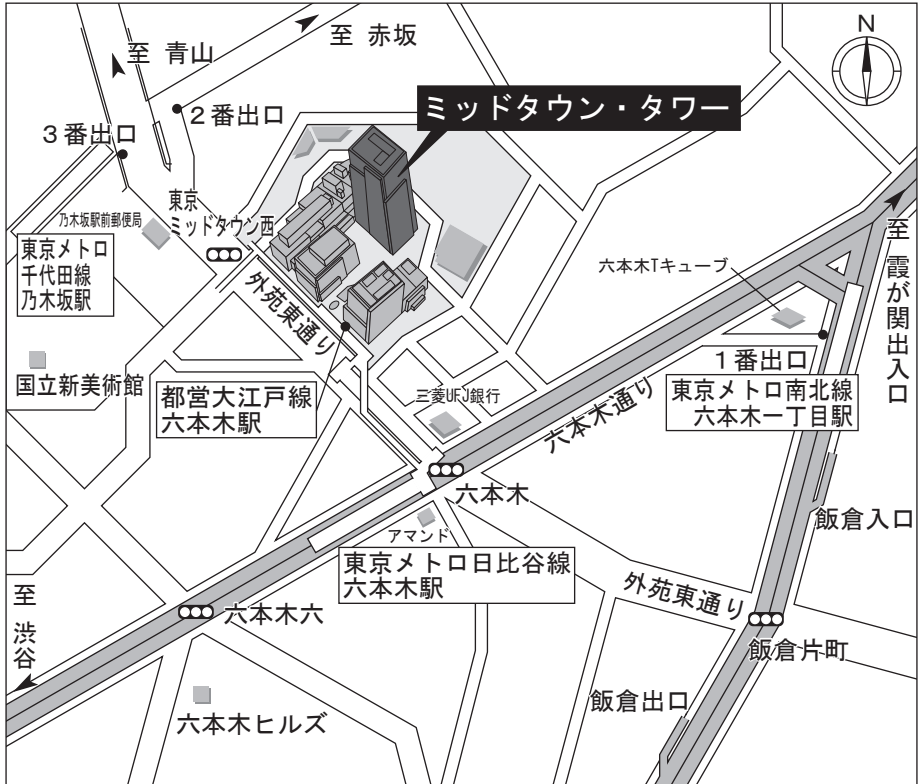 N
至 青山
至 赤坂
ミッドタウン・タワー
2番出口
3番出口
東京
ミッドタウン西
乃木坂駅前郵便局
東京メトロ
千代田線
乃木坂駅
至 霞が関出入口
六本木Tキューブ
外苑東通り
国立新美術館
都営大江戸線
六本木駅
三菱UFJ銀行
六本木通り
1番出口
東京メトロ南北線
六本木一丁目駅
六本木
飯倉入口
アマンド
東京メトロ日比谷線
六本木駅
外苑東通り
至 渋谷
六本木六
飯倉片町
飯倉出口
六本木ヒルズ